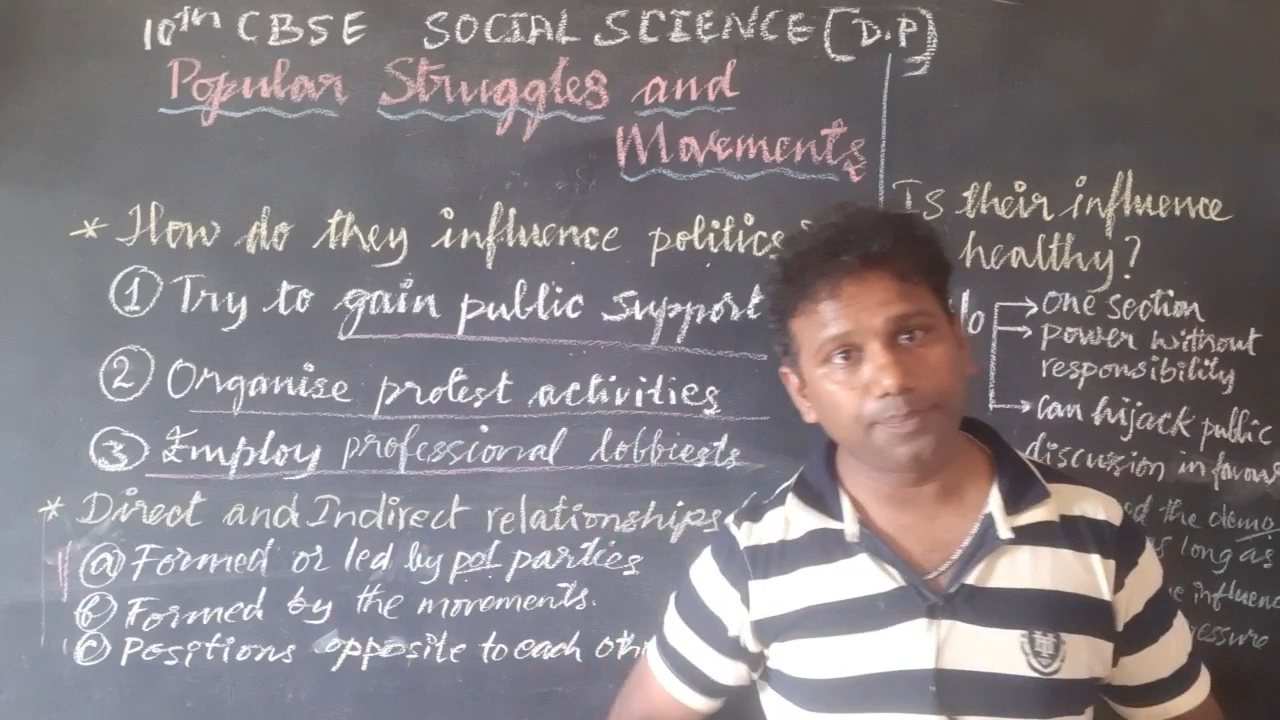 10th CBSE SOCIAL SCIENCE [D.P]
Popular Struggles and
Movements
* How do they influence politics
① Try to gain public support
② Organise protest activities
③ Employ professional lobbiests
* Direct and Indirect relationships
ⓐ Formed or led by pol parties
ⓑ Formed by the movements.
ⓒ Positions opposite to each
Is their influence
healthy?
→ One section
→ power without
responsibility
→ can hijack public
discussion in favour
the demo
long as
influen